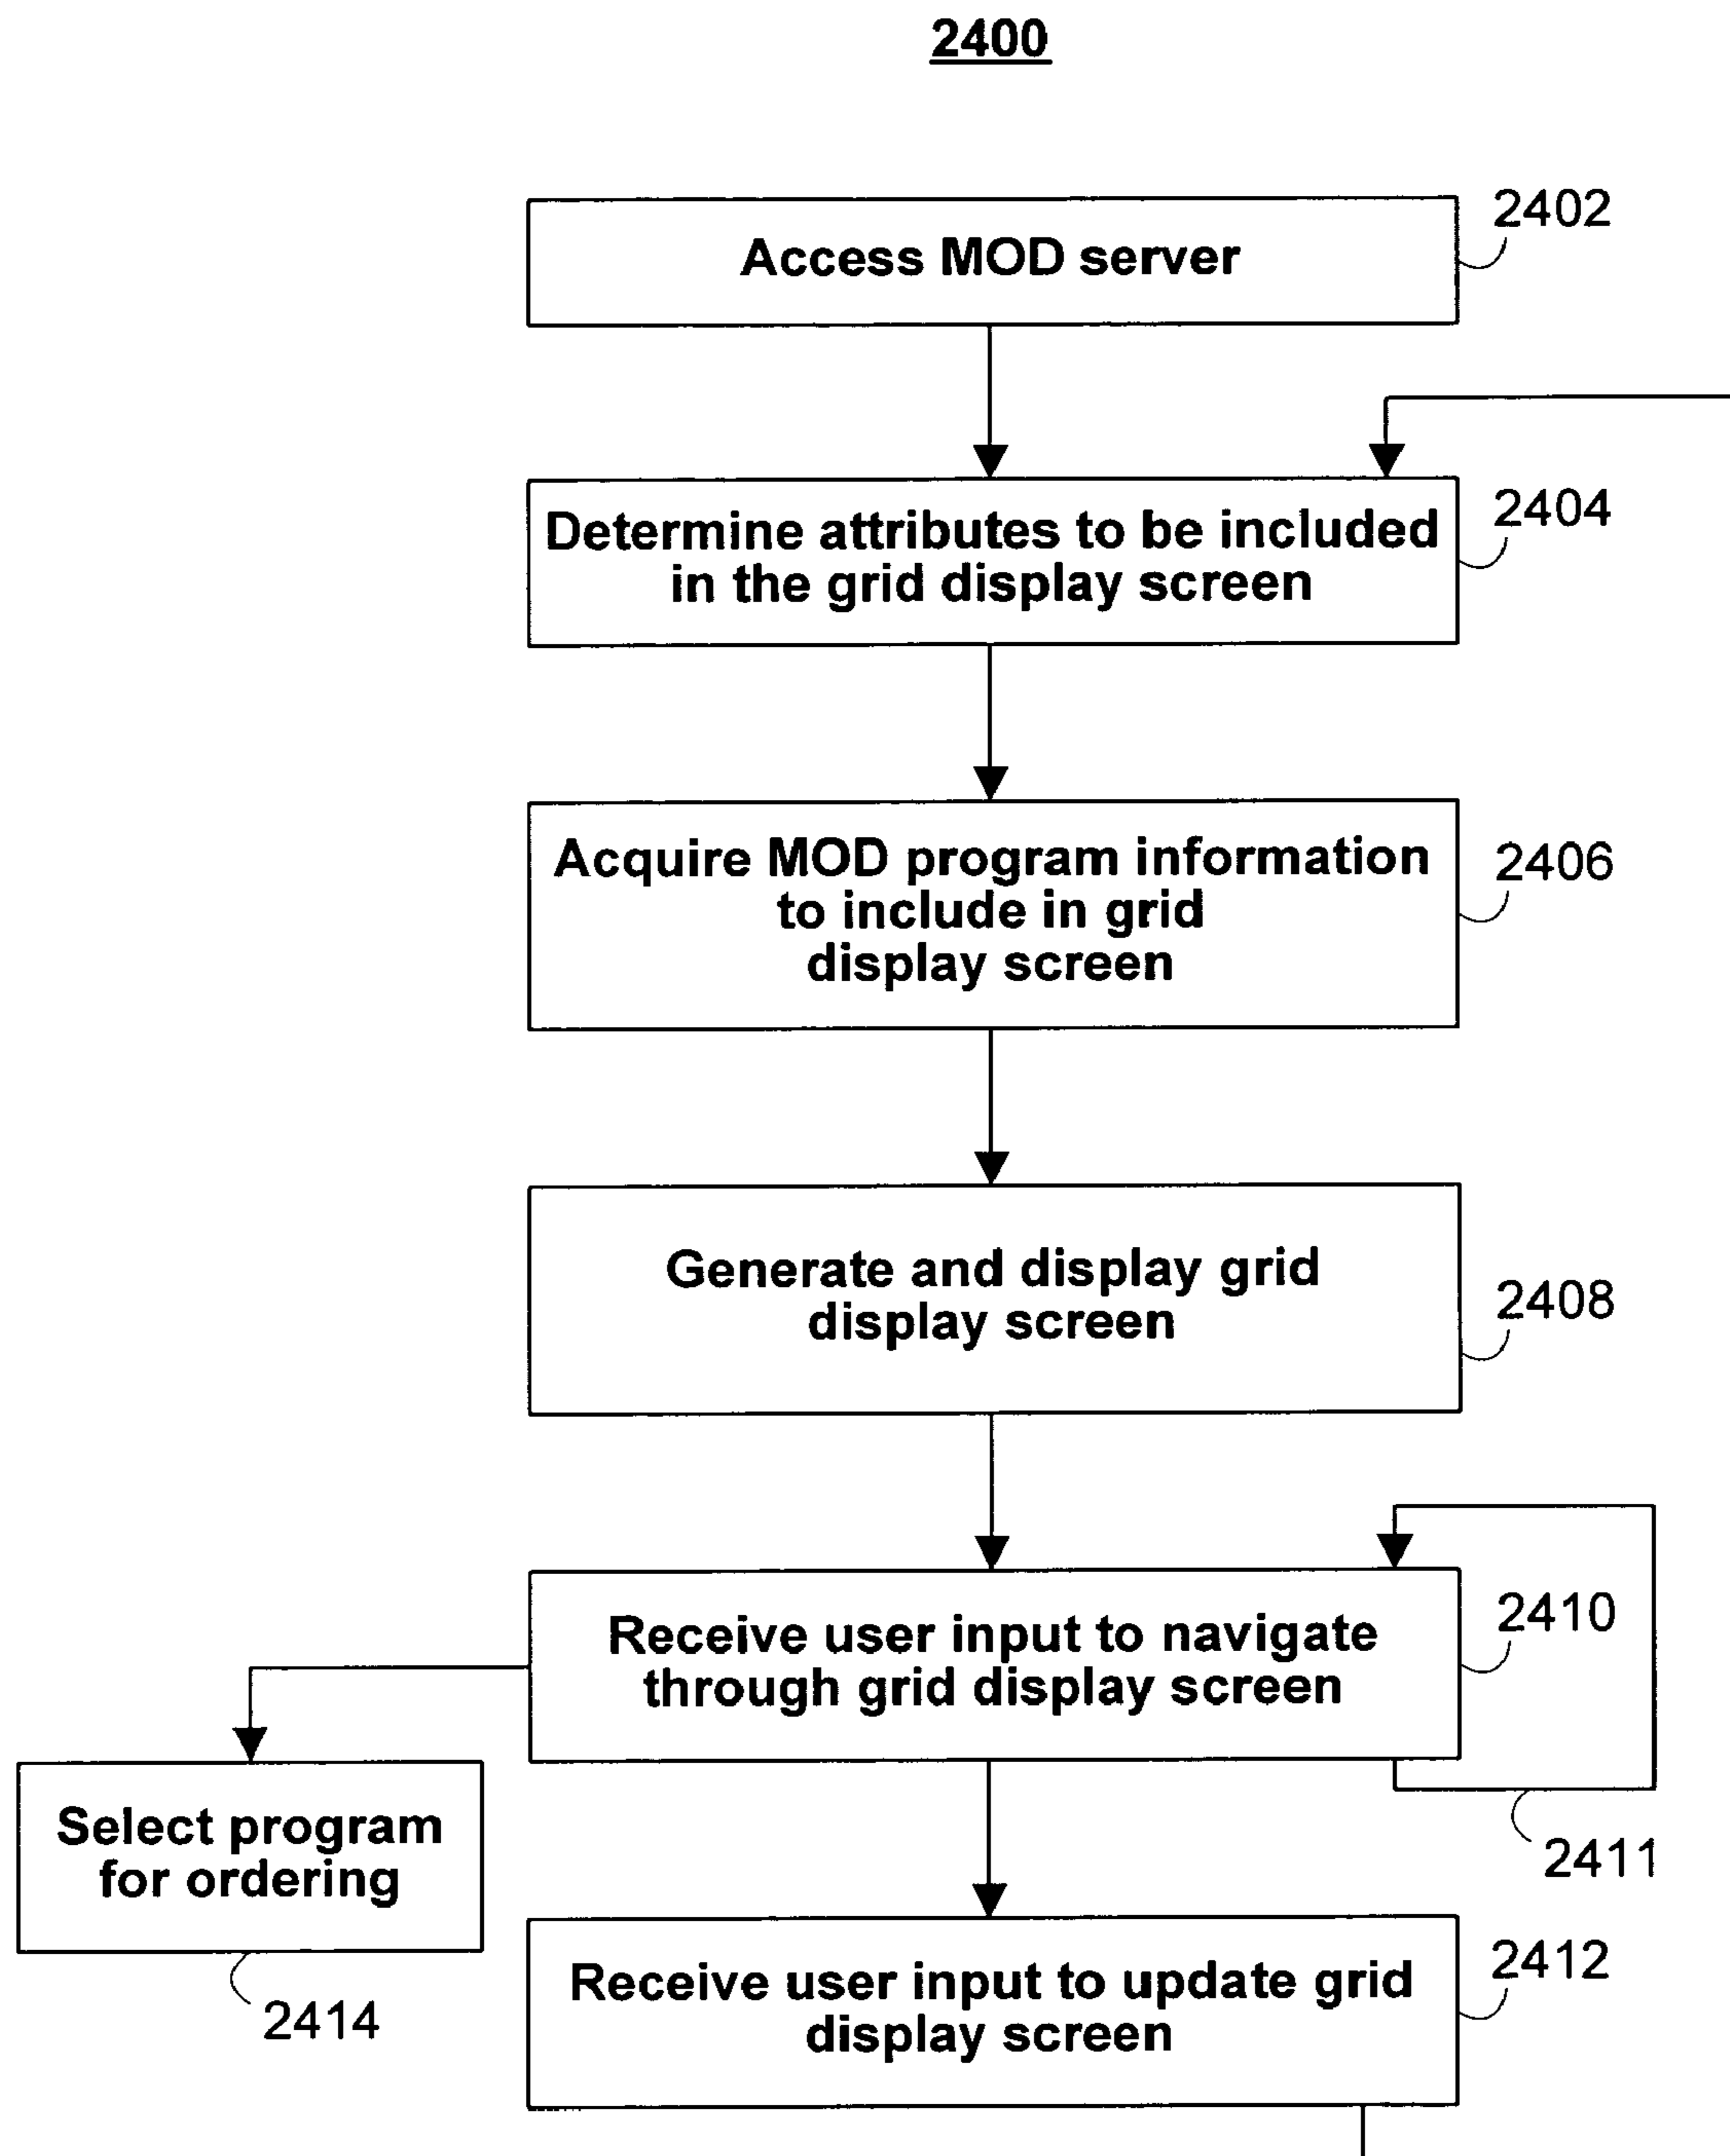 2400
Access MOD server
2402
Determine attributes to be included
in the grid display screen
2404
Acquire MOD program information
to include in grid
display screen
2406
Generate and display grid
display screen
2408
Receive user input to navigate
through grid display screen
2410
2411
Select program
for ordering
2414
Receive user input to update grid
display screen
2412